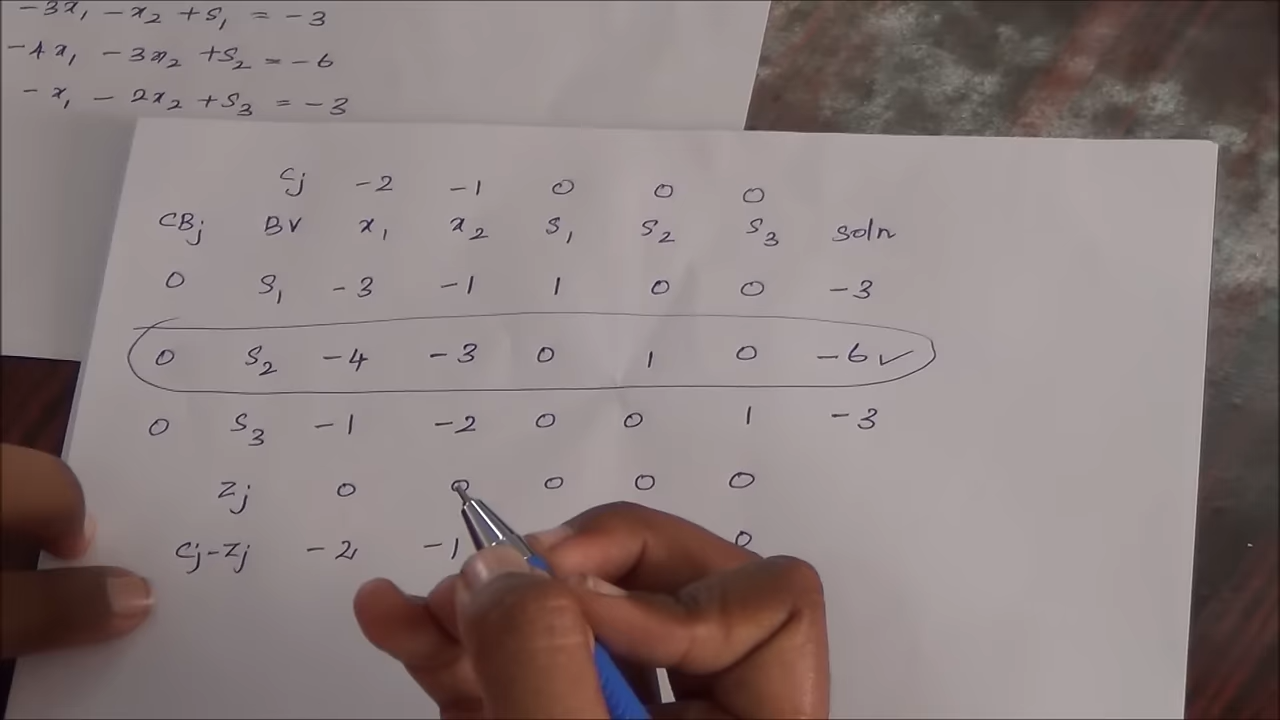 -3x₁ - x₂ + S₁ = -3
-4x₁ - 3x₂ + S₂ = -6
-x₁ - 2x₂ + S₃ = -3
Cj -2 -1 0 0 0
CBj BV x₁ x₂ S₁ S₂ S₃ soln
0 S₁ -3 -1 1 0 0 -3
0 S₂ -4 -3 0 1 0 -6 ✓
0 S₃ -1 -2 0 0 1 -3
Zj 0 0 0 0 0
Cj-Zj -2 -1 0